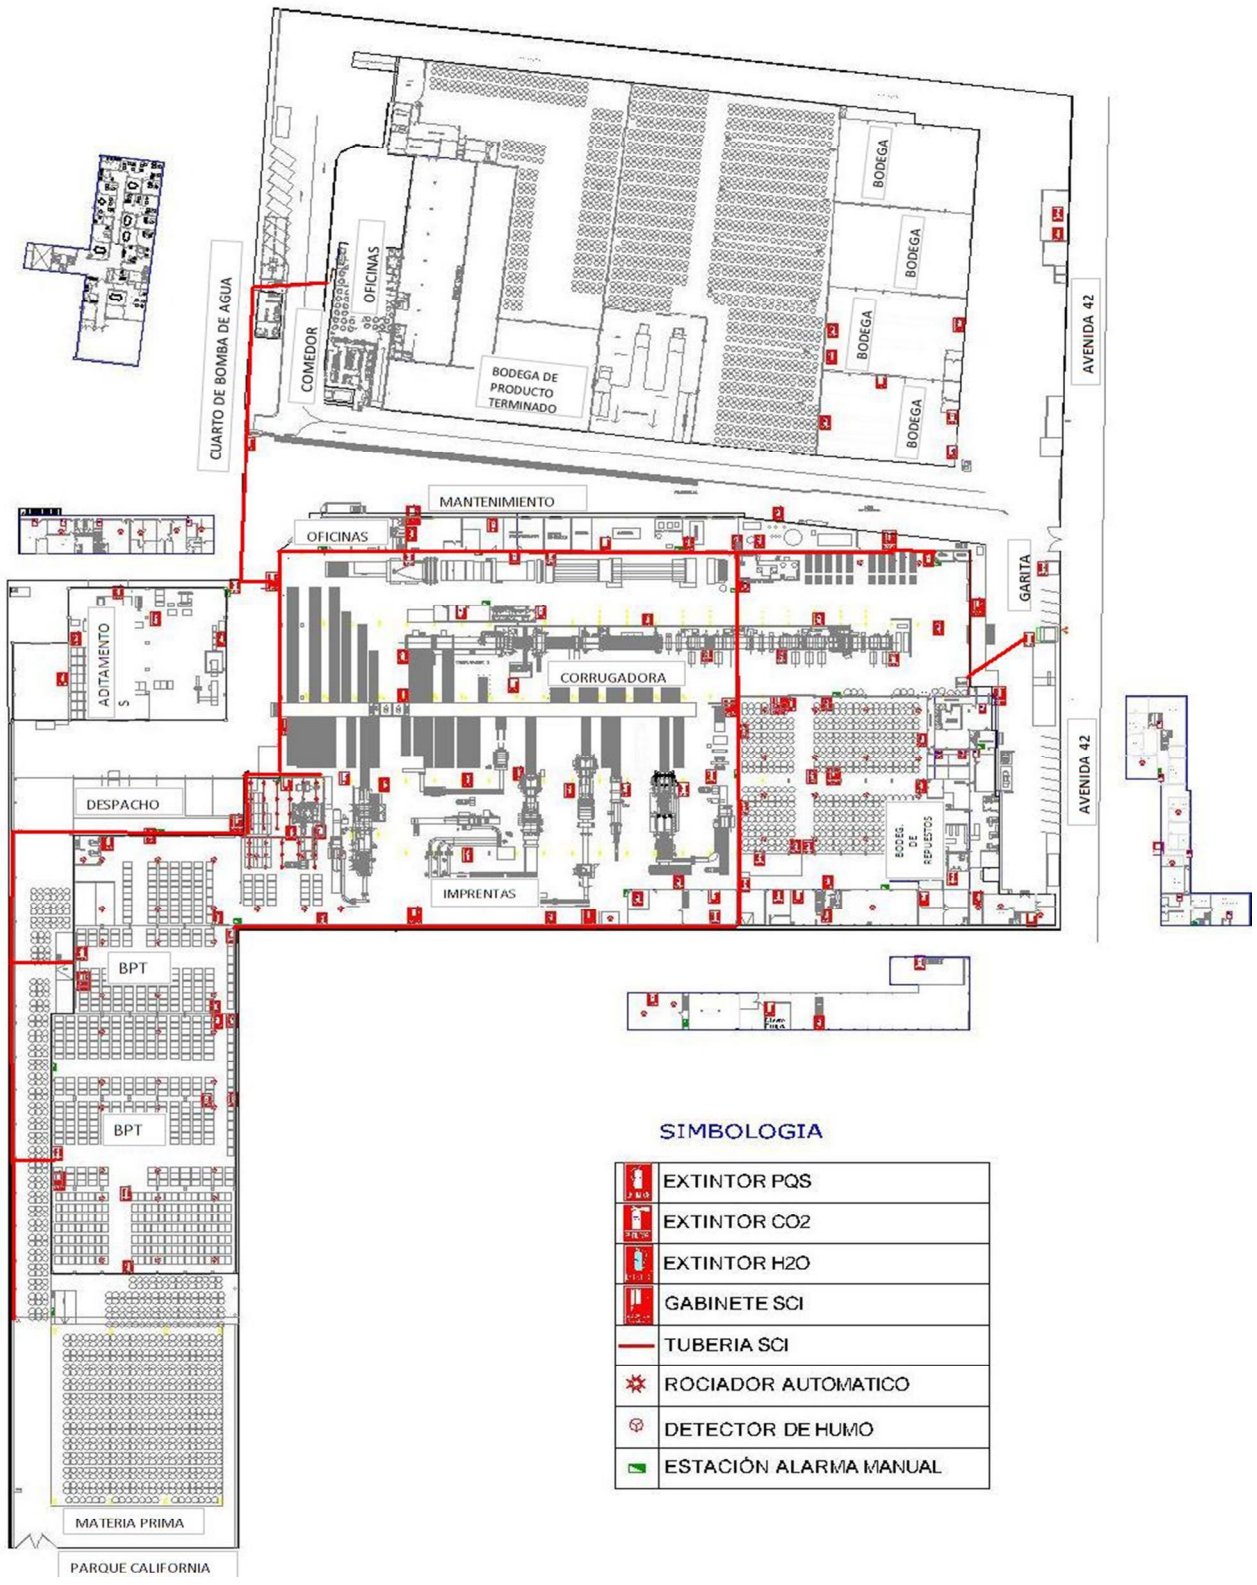 BODEGA
BODEGA
BODEGA
BODEGA
OFICINAS
COMEDOR
CUARTO DE BOMBA DE AGUA
BODEGA DE
PRODUCTO
TERMINADO
AVENIDA 42
MANTENIMIENTO
OFICINAS
GARITA
ADITAMENTO
S
CORRUGADORA
AVENIDA 42
DESPACHO
BODEG.
DE
REPUESTOS
IMPRENTAS
BPT
BPT
SIMBOLOGIA
EXTINTOR PQS
EXTINTOR CO2
EXTINTOR H2O
GABINETE SCI
TUBERIA SCI
ROCIADOR AUTOMATICO
DETECTOR DE HUMO
ESTACIÓN ALARMA MANUAL
MATERIA PRIMA
PARQUE CALIFORNIA